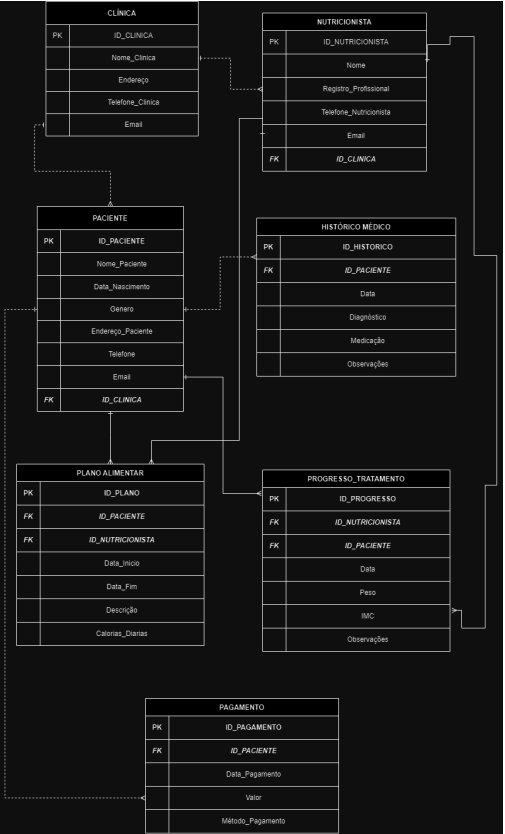 CLÍNICA
PK ID_CLINICA
Nome_Clinica
Endereço
Telefone_Clinica
Email
NUTRICIONISTA
PK ID_NUTRICIONISTA
Nome
Registro_Profissional
Telefone_Nutricionista
Email
FK ID_CLINICA
PACIENTE
PK ID_PACIENTE
Nome_Paciente
Data_Nascimento
Genero
Endereço_Paciente
Telefone
Email
FK ID_CLINICA
HISTÓRICO MÉDICO
PK ID_HISTORICO
FK ID_PACIENTE
Data
Diagnóstico
Medicação
Observações
PLANO ALIMENTAR
PK ID_PLANO
FK ID_PACIENTE
FK ID_NUTRICIONISTA
Data_Inicio
Data_Fim
Descrição
Calorias_Diarias
PROGRESSO_TRATAMENTO
PK ID_PROGRESSO
FK ID_NUTRICIONISTA
FK ID_PACIENTE
Data
Peso
IMC
Observações
PAGAMENTO
PK ID_PAGAMENTO
FK ID_PACIENTE
Data_Pagamento
Valor
Método_Pagamento